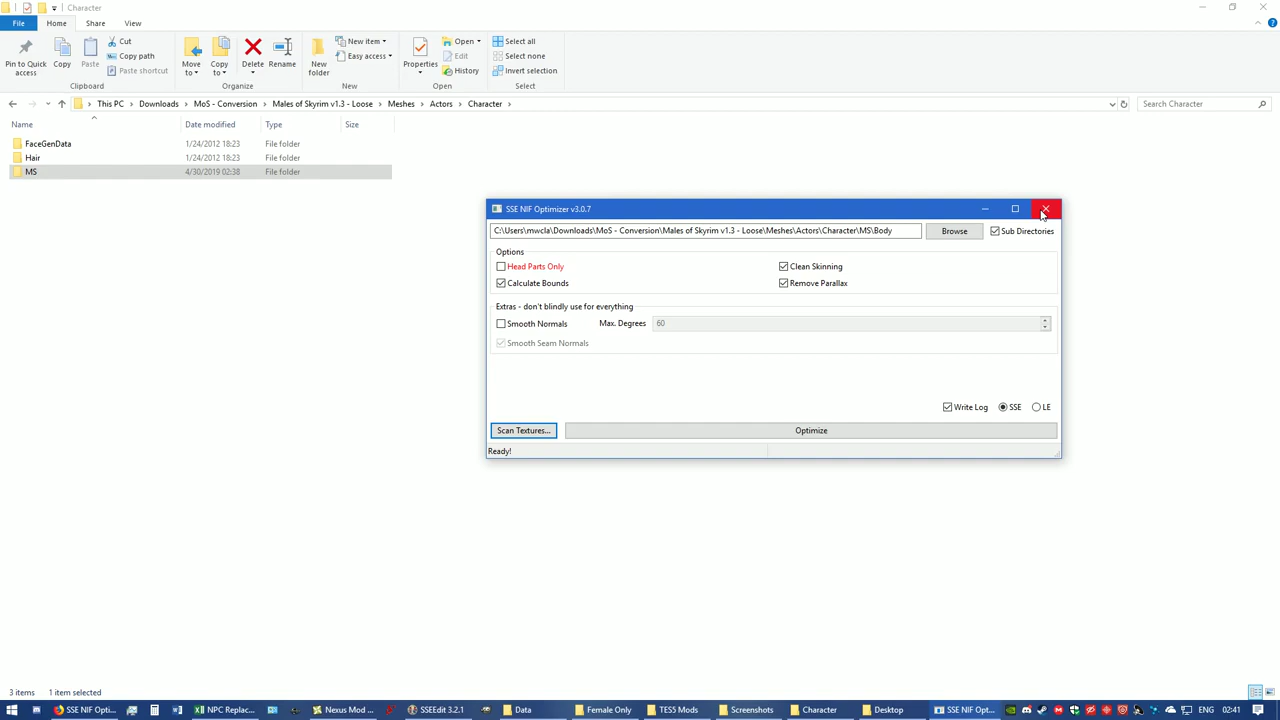 Character
File
Home
Share
View
Pin to Quick access
Copy
Paste
Cut
Copy path
Paste shortcut
Clipboard
Move to
Copy to
Delete
Rename
Organize
New folder
New item
Easy access
New
Properties
Open
Edit
History
Open
Select all
Select none
Invert selection
Select
This PC > Downloads > MoS - Conversion > Males of Skyrim v1.3 - Loose > Meshes > Actors > Character >
Search Character
Name Date modified Type Size
FaceGenData 1/24/2012 18:23 File folder
Hair 1/24/2012 18:23 File folder
MS 4/30/2019 02:38 File folder
SSE NIF Optimizer v3.0.7
C:\Users\mwcla\Downloads\MoS - Conversion\Males of Skyrim v1.3 - Loose\Meshes\Actors\Character\MS\Body
Browse
Sub Directories
Options
Head Parts Only
Clean Skinning
Calculate Bounds
Remove Parallax
Extras - don't blindly use for everything
Smooth Normals
Max. Degrees
60
Smooth Seam Normals
Write Log
SSE
LE
Scan Textures...
Optimize
Ready!
3 items 1 item selected
SSE NIF Opti...
NPC Replac...
Nexus Mod ...
SSEEdit 3.2.1
Data
Female Only
TESS Mods
Screenshots
Character
Desktop
SSE NIF Opt...
ENG
02:41